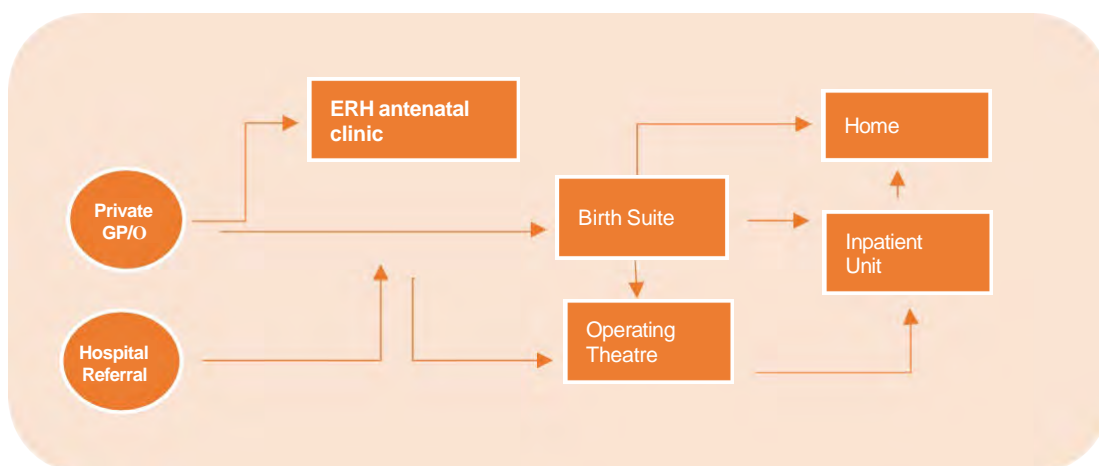 ERH antenatal
clinic
Home
Private
GP/O
Birth Suite
Inpatient
Unit
Hospital
Referral
Operating
Theatre